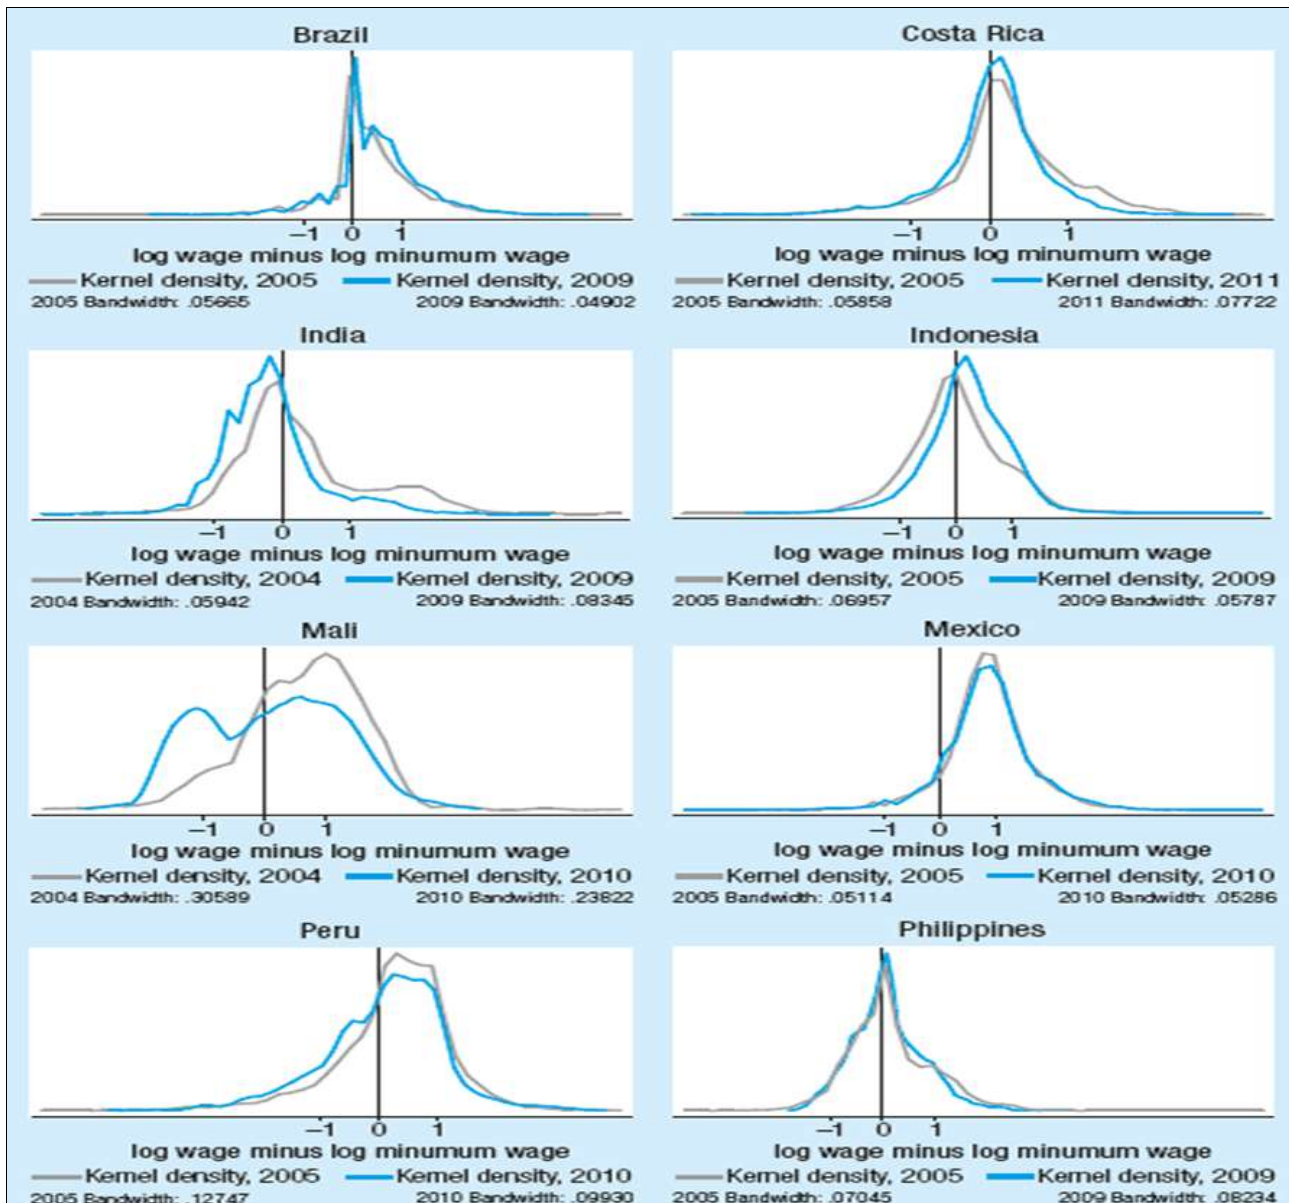 Brazil
−1 0 1
log wage minus log minumum wage
Kernel density, 2005 Kernel density, 2009
2005 Bandwidth: .05665 2009 Bandwidth: .04902
Costa Rica
−1 0 1
log wage minus log minumum wage
Kernel density, 2005 Kernel density, 2011
2005 Bandwidth: .05858 2011 Bandwidth: .07722
India
−1 0 1
log wage minus log minumum wage
Kernel density, 2004 Kernel density, 2009
2004 Bandwidth: .05942 2009 Bandwidth: .08345
Indonesia
−1 0 1
log wage minus log minumum wage
Kernel density, 2005 Kernel density, 2009
2005 Bandwidth: .06957 2009 Bandwidth: .05787
Mali
−1 0 1
log wage minus log minumum wage
Kernel density, 2004 Kernel density, 2010
2004 Bandwidth: .30589 2010 Bandwidth: .23822
Mexico
−1 0 1
log wage minus log minumum wage
Kernel density, 2005 Kernel density, 2010
2005 Bandwidth: .05114 2010 Bandwidth: .05286
Peru
−1 0 1
log wage minus log minumum wage
Kernel density, 2005 Kernel density, 2010
2005 Bandwidth: .12747 2010 Bandwidth: .09930
Philippines
−1 0 1
log wage minus log minumum wage
Kernel density, 2005 Kernel density, 2009
2005 Bandwidth: .07045 2009 Bandwidth: .06234